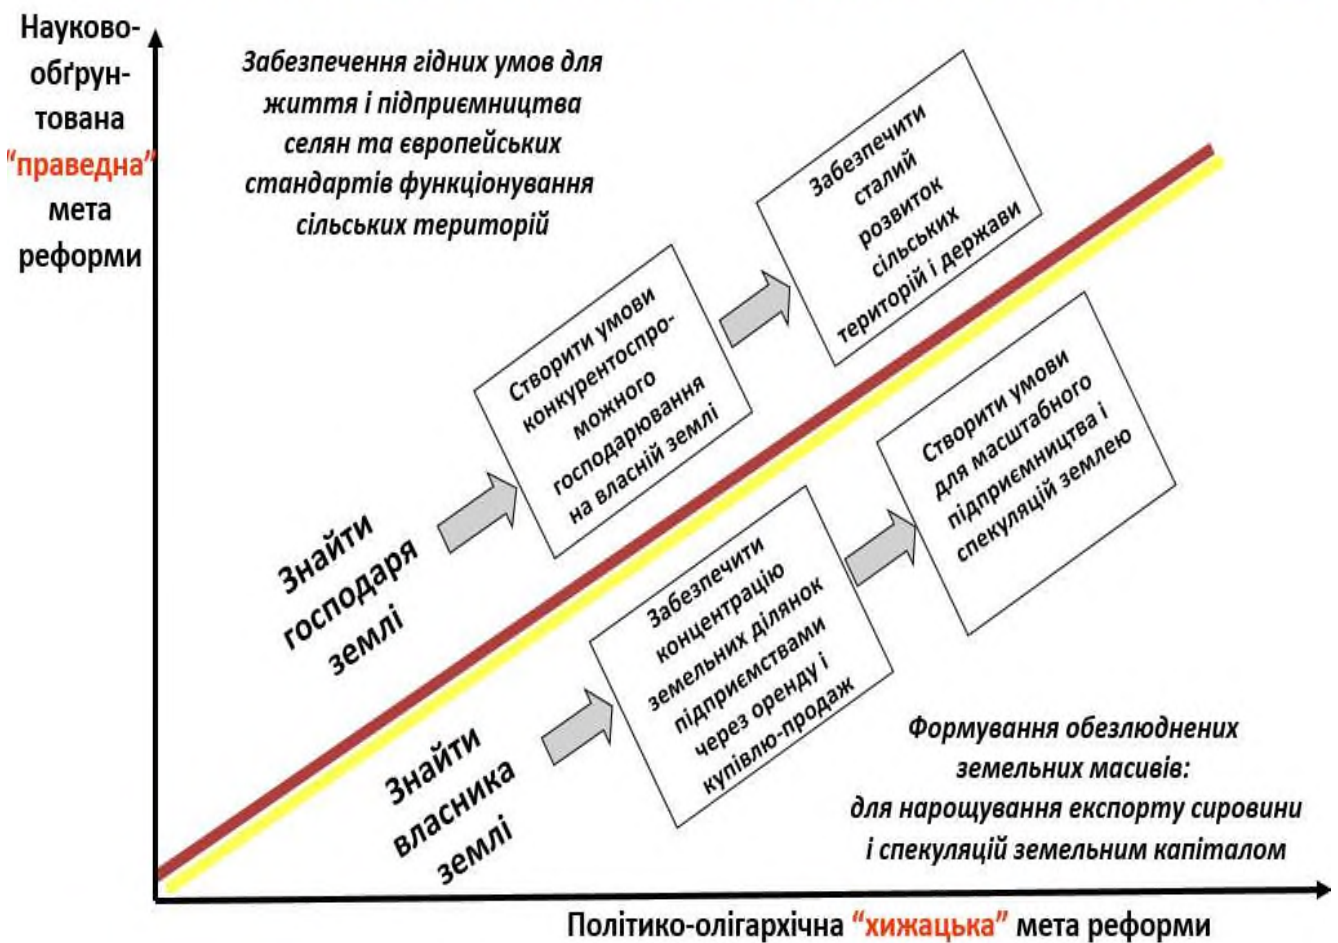 Науково-
обґрун-
тована
“праведна”
мета
реформи
Забезпечення гідних умов для
життя і підприємництва
селян та європейських
стандартів функціонування
сільських територій
Знайти
господаря
землі
Створити умови
конкурентоспро-
можного
господарювання
на власній землі
Забезпечити
сталий
розвиток
сільських
територій і держави
Знайти
власника
землі
Забезпечити
концентрацію
земельних ділянок
підприємствами
через оренду і
купівлю-продаж
Створити умови
для масштабного
підприємництва і
спекуляцій землею
Формування обезлюднених
земельних масивів:
для нарощування експорту сировини
і спекуляцій земельним капіталом
Політико-олігархічна “хижацька” мета реформи